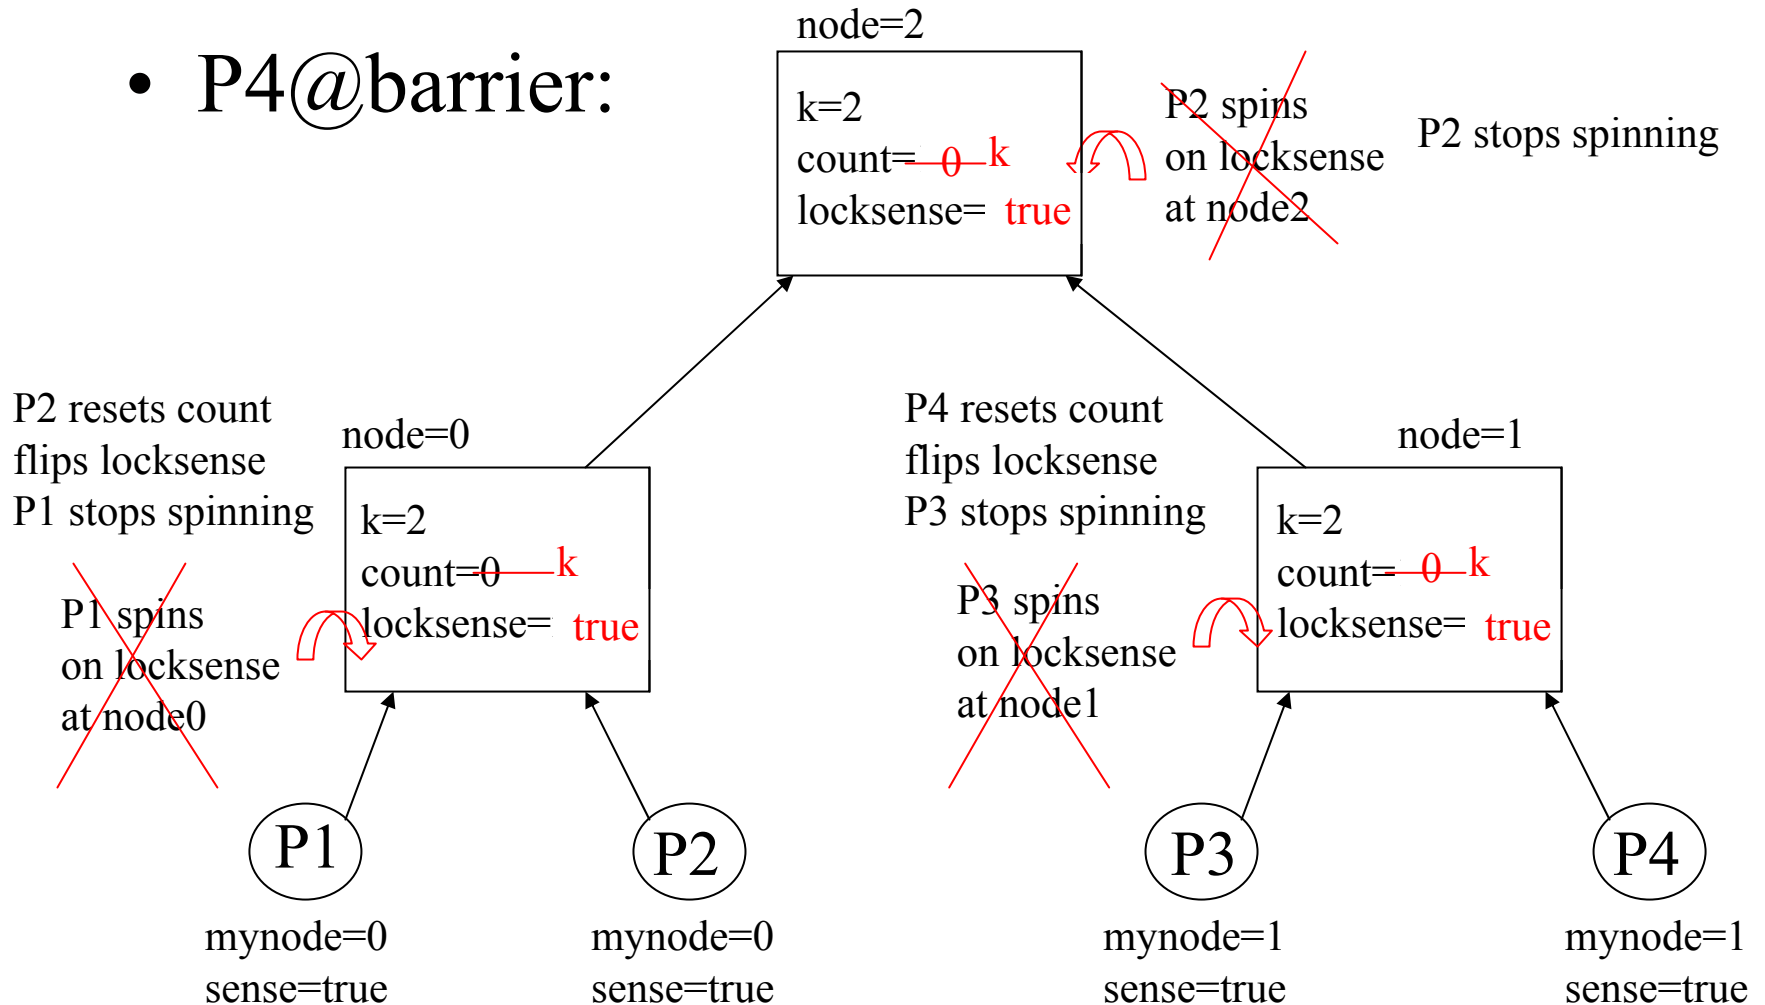 node=2
• P4@barrier:
k=2
count= 0 k
locksense= true
P2 spins
on locksense
at node2
P2 stops spinning
P2 resets count
flips locksense
P1 stops spinning
node=0
k=2
count=0 k
locksense= true
P1 spins
on locksense
at node0
P4 resets count
flips locksense
P3 stops spinning
node=1
k=2
count= 0 k
locksense= true
P3 spins
on locksense
at node1
P1
P2
P3
P4
mynode=0
sense=true
mynode=0
sense=true
mynode=1
sense=true
mynode=1
sense=true